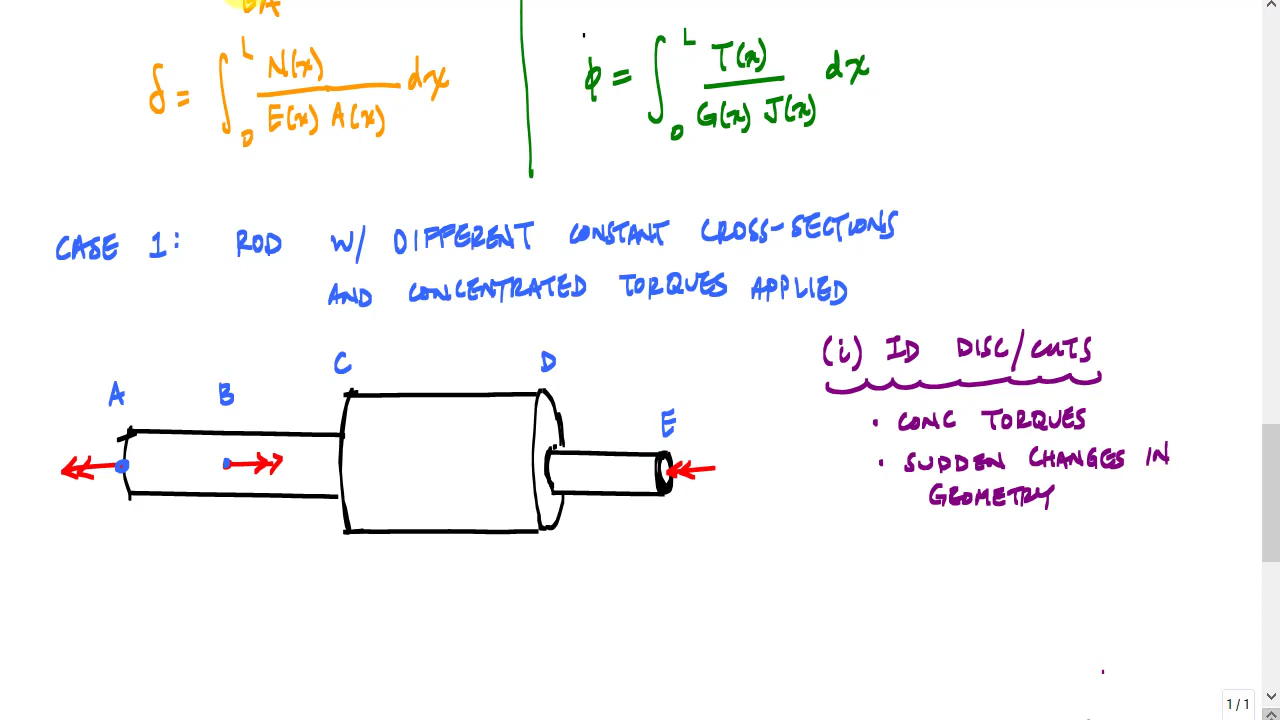 δ = ∫₀ᴸ N(x) / E(x) A(x) dx
φ = ∫₀ᴸ T(x) / G(x) J(x) dx
CASE 1: ROD W/ DIFFERENT CONSTANT CROSS-SECTIONS
AND CONCENTRATED TORQUES APPLIED
(i) ID DISC/CUTS
• CONC TORQUES
• SUDDEN CHANGES IN
GEOMETRY
A
B
C
D
E
1/1